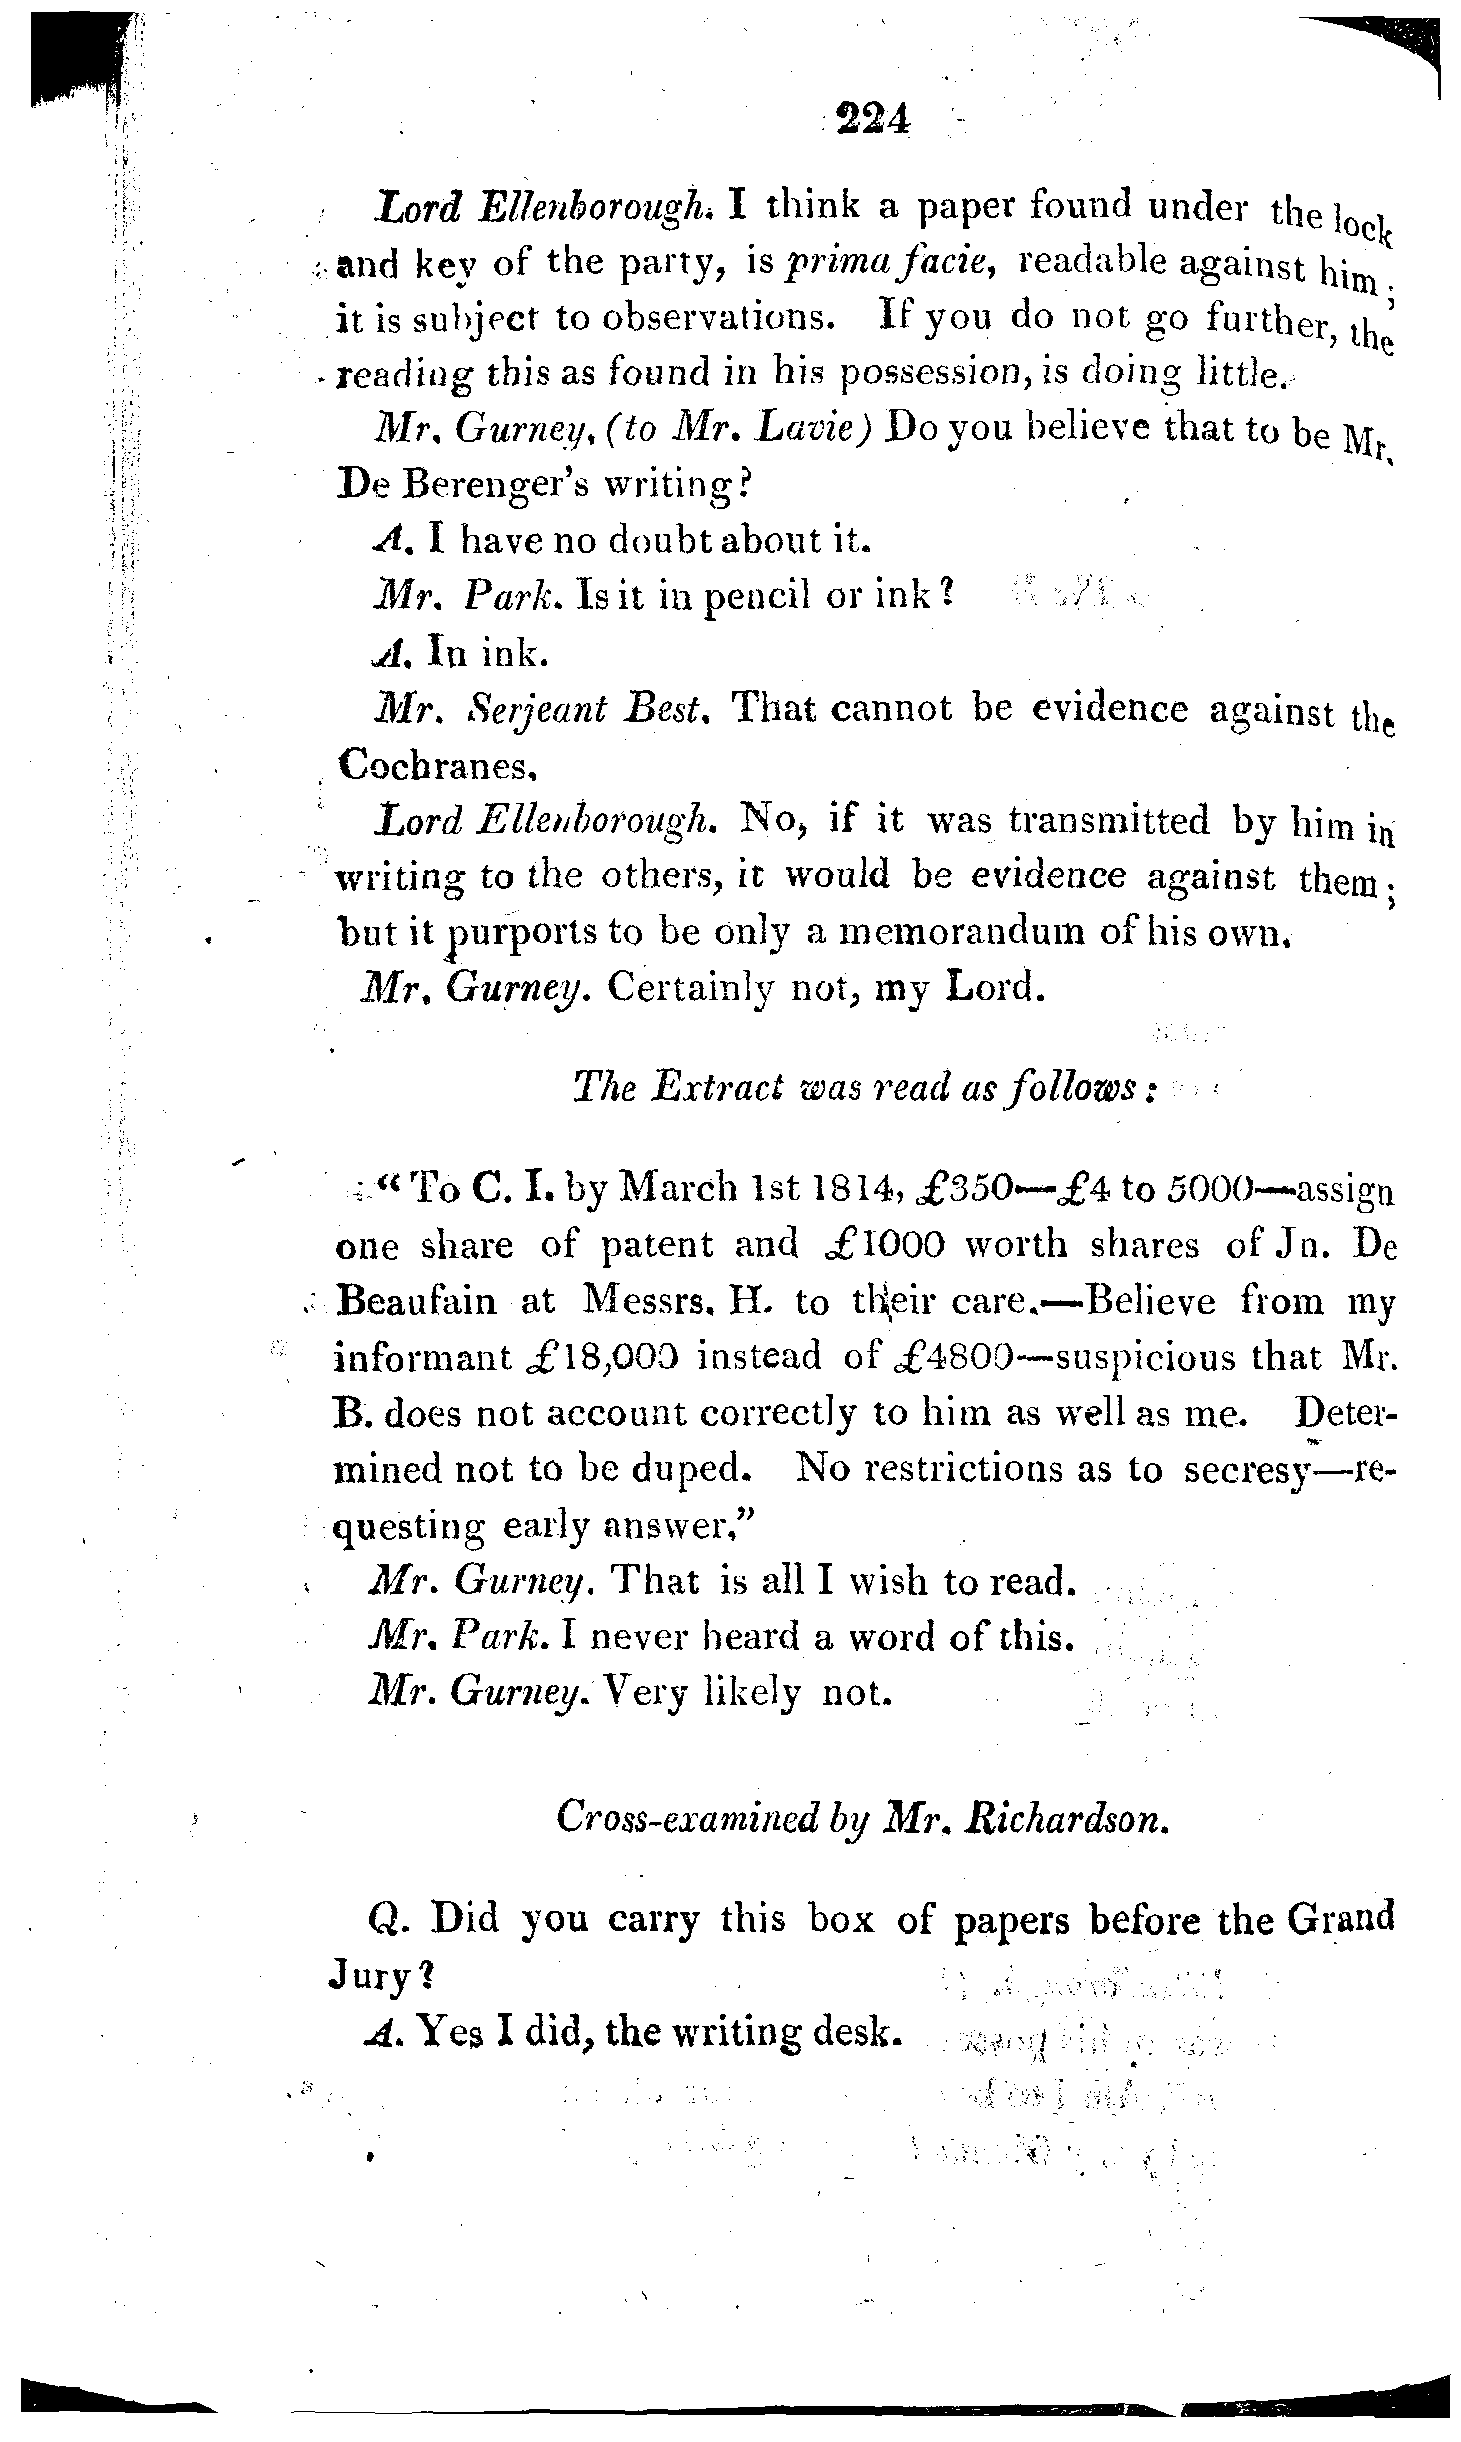 224
Lord Ellenborough. I think a paper found under the lock
and key of the party, is prima facie, readable against him;
it is subject to observations. If you do not go further, the
reading this as found in his possession, is doing little.
Mr. Gurney. (to Mr. Lavie) Do you believe that to be Mr.
De Berenger's writing?
A. I have no doubt about it.
Mr. Park. Is it in pencil or ink?
A. In ink.
Mr. Serjeant Best. That cannot be evidence against the
Cochranes.
Lord Ellenborough. No, if it was transmitted by him in
writing to the others, it would be evidence against them;
but it purports to be only a memorandum of his own.
Mr. Gurney. Certainly not, my Lord.
The Extract was read as follows:
"To C. I. by March 1st 1814, £350—£4 to 5000—assign
one share of patent and £1000 worth shares of Jn. De
Beaufain at Messrs. H. to their care.—Believe from my
informant £18,000 instead of £4800—suspicious that Mr.
B. does not account correctly to him as well as me. Deter-
mined not to be duped. No restrictions as to secresy—re-
questing early answer."
Mr. Gurney. That is all I wish to read.
Mr. Park. I never heard a word of this.
Mr. Gurney. Very likely not.
Cross-examined by Mr. Richardson.
Q. Did you carry this box of papers before the Grand
Jury?
A. Yes I did, the writing desk.